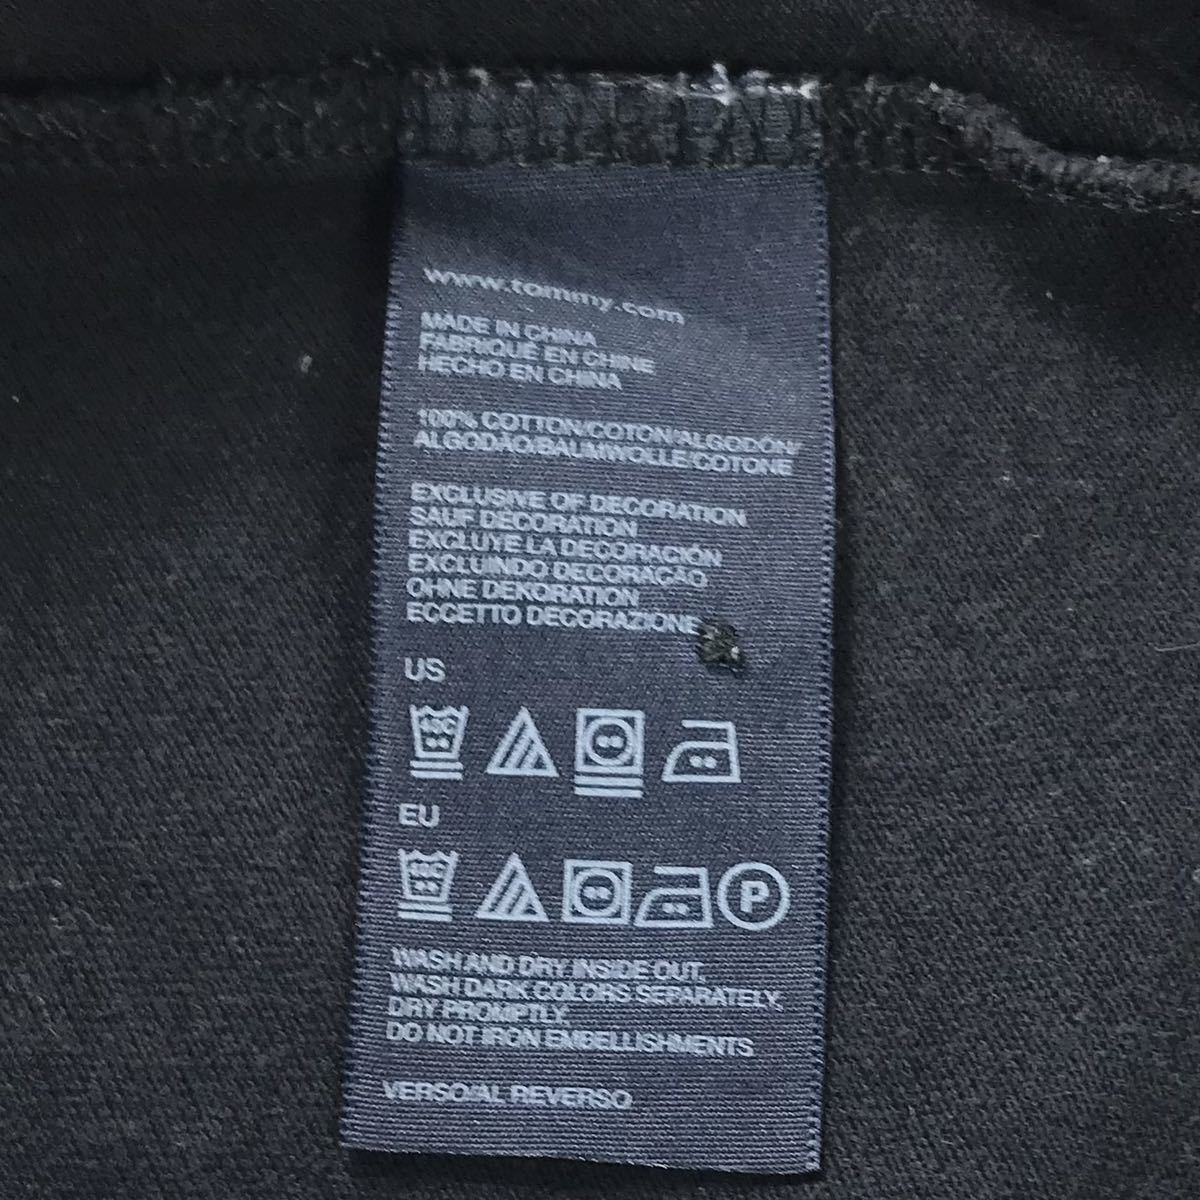 www.tommy.com
MADE IN CHINA
FABRIQUÉ EN CHINE
HECHO EN CHINA
100% COTTON/COTON/ALGODÓN/
ALGODÃO/BAUMWOLLE/COTONE
EXCLUSIVE OF DECORATION
SAUF DECORATION
EXCLUYE LA DECORACIÓN
EXCLUINDO DECORAÇAO
OHNE DEKORATION
ECCETTO DECORAZIONE
US
EU
P
WASH AND DRY INSIDE OUT.
WASH DARK COLORS SEPARATELY,
DRY PROMPTLY,
DO NOT IRON EMBELLISHMENTS
VERSO/AL REVERSO